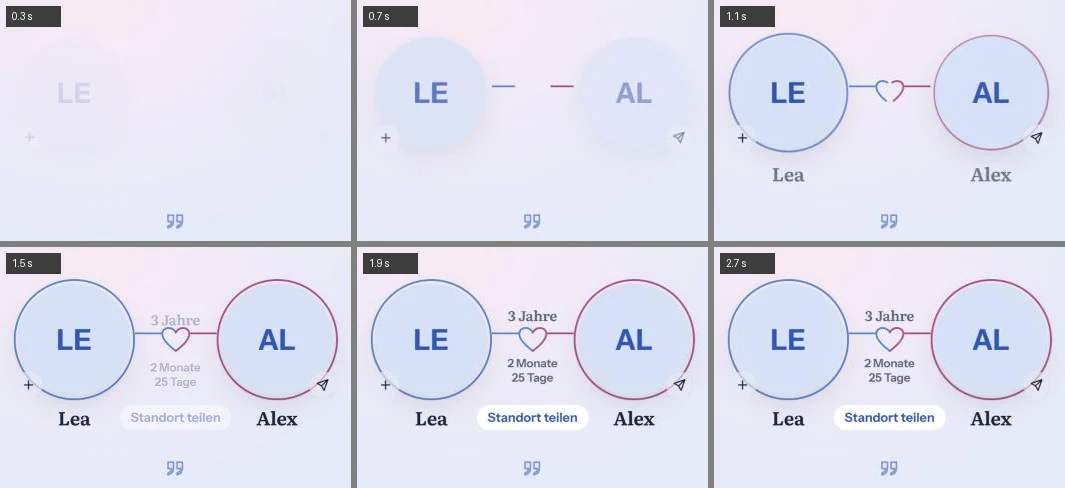 0.3 s
LE
AL
0.7 s
LE
AL
1.1 s
LE
AL
Lea
Alex
1.5 s
LE
3 Jahre
AL
2 Monate
25 Tage
Lea
Standort teilen
Alex
1.9 s
LE
3 Jahre
AL
2 Monate
25 Tage
Lea
Standort teilen
Alex
2.7 s
LE
3 Jahre
AL
2 Monate
25 Tage
Lea
Standort teilen
Alex